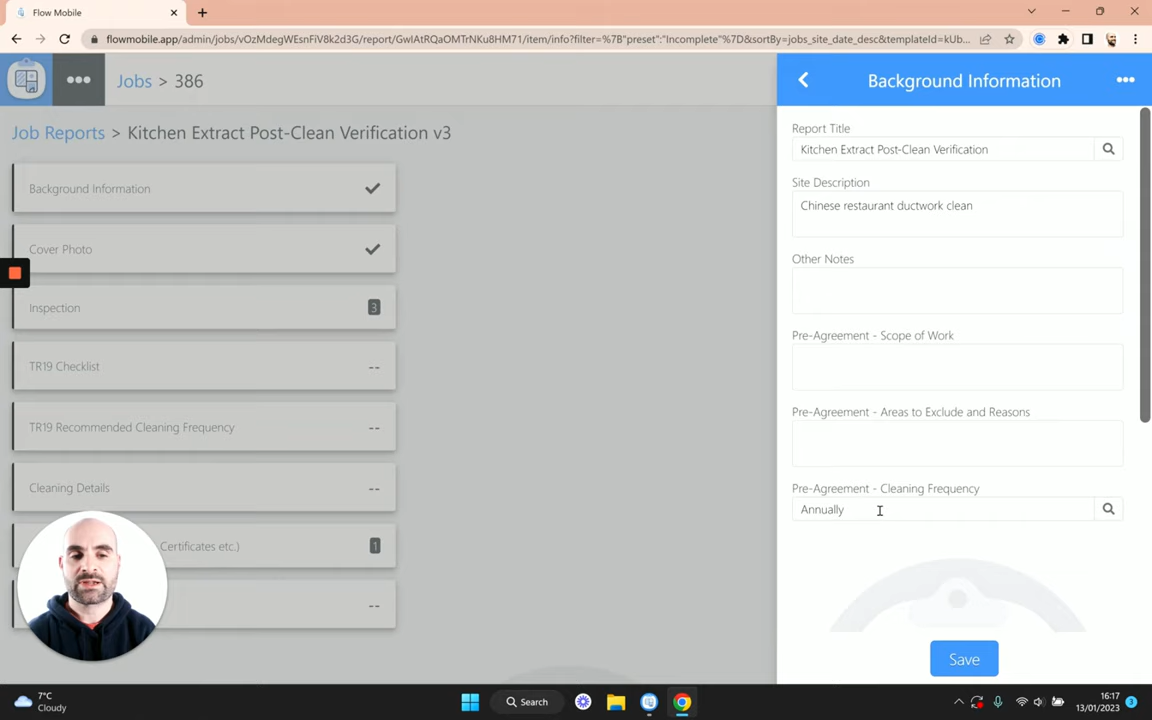 Flow Mobile
flowmobile.app/admin/jobs/vOzMdegWEsnFiV8k2d3G/report/GwIAtRQaOMTrNKu8HM71/item/info?filter=%7B"preset":"Incomplete"%7D&sortBy=jobs_site_date_desc&templateId=kUb...
Jobs > 386
Background Information
Job Reports > Kitchen Extract Post-Clean Verification v3
Background Information
Cover Photo
Inspection 3
TR19 Checklist --
TR19 Recommended Cleaning Frequency --
Cleaning Details --
Certificates etc.) 1
--
Report Title
Kitchen Extract Post-Clean Verification
Site Description
Chinese restaurant ductwork clean
Other Notes
Pre-Agreement - Scope of Work
Pre-Agreement - Areas to Exclude and Reasons
Pre-Agreement - Cleaning Frequency
Annually
Save
7°C
Cloudy
Search
16:17
13/01/2023
3